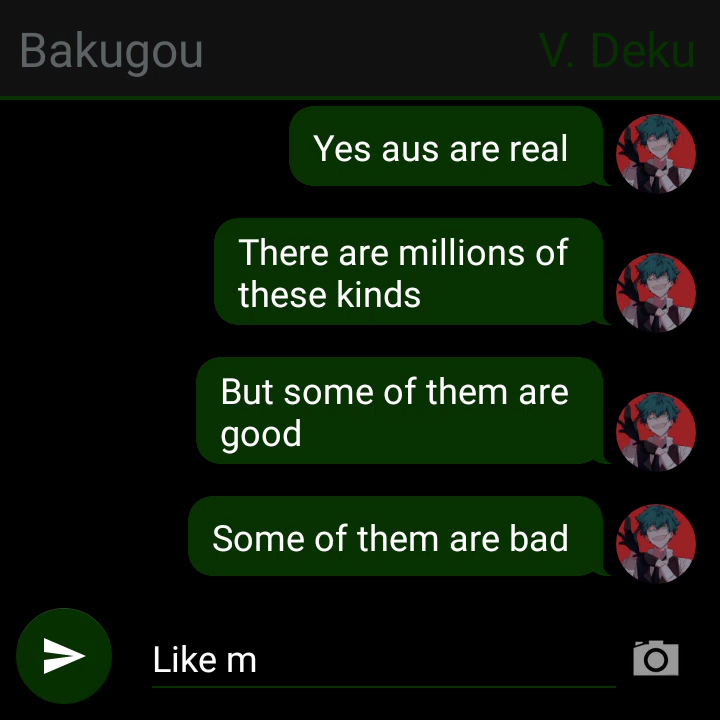 Bakugou
V. Deku
Yes aus are real
There are millions of
these kinds
But some of them are
good
Some of them are bad
Like m